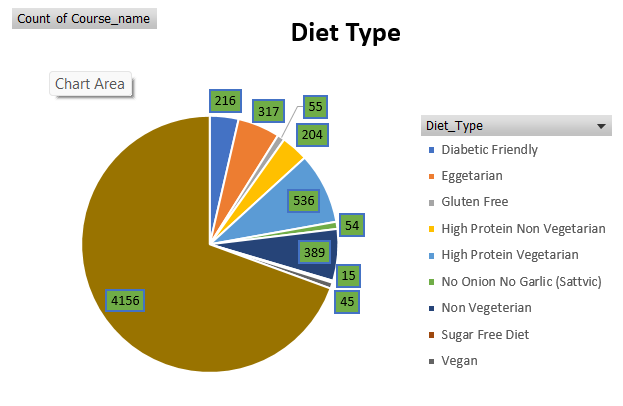 Count of Course_name
Diet Type
Chart Area
216
317
55
204
536
54
389
15
45
4156
Diet_Type
Diabetic Friendly
Eggetarian
Gluten Free
High Protein Non Vegetarian
High Protein Vegetarian
No Onion No Garlic (Sattvic)
Non Vegeterian
Sugar Free Diet
Vegan